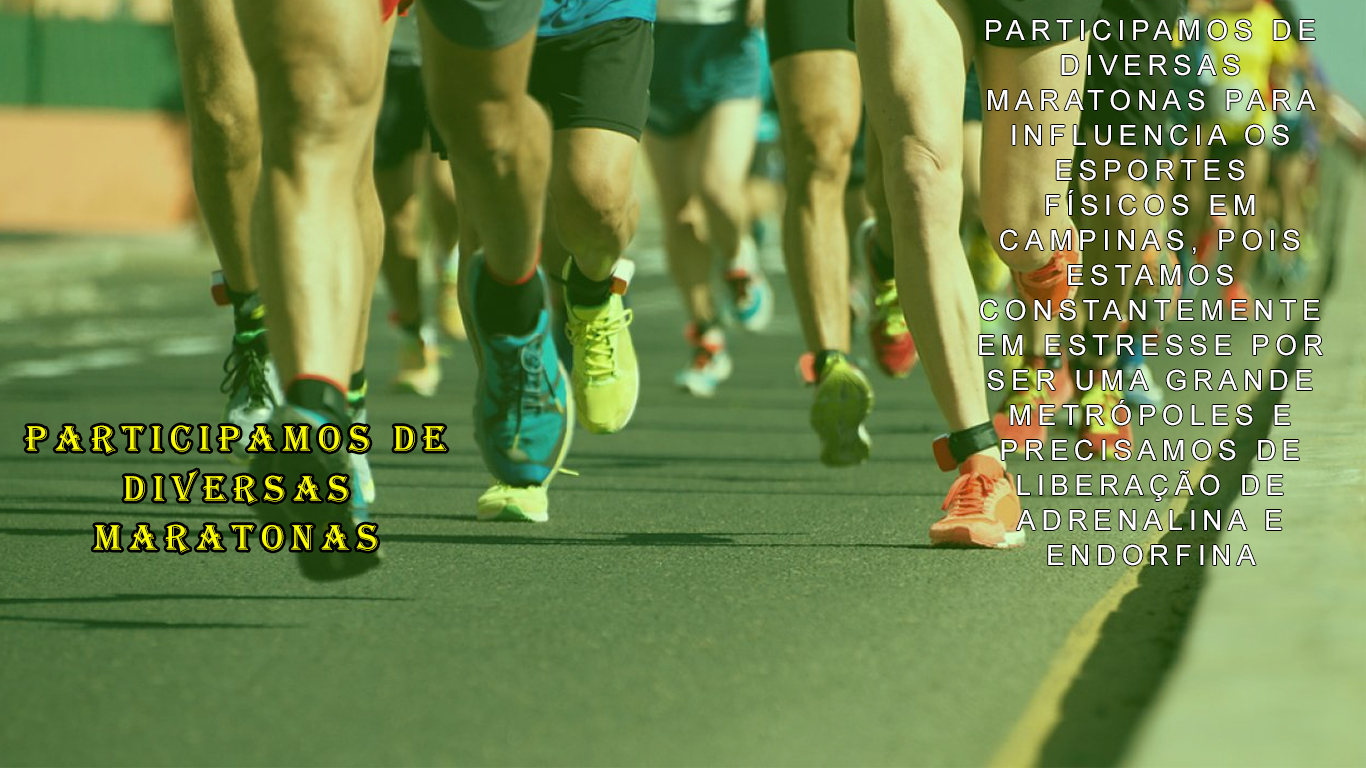 PARTICIPAMOS DE
DIVERSAS
MARATONAS
PARTICIPAMOS DE
DIVERSAS
MARATONAS PARA
INFLUENCIA OS
ESPORTES
FÍSICOS EM
CAMPINAS, POIS
ESTAMOS
CONSTANTEMENTE
EM ESTRESSE POR
SER UMA GRANDE
METRÓPOLES E
PRECISAMOS DE
LIBERAÇÃO DE
ADRENALINA E
ENDORFINA